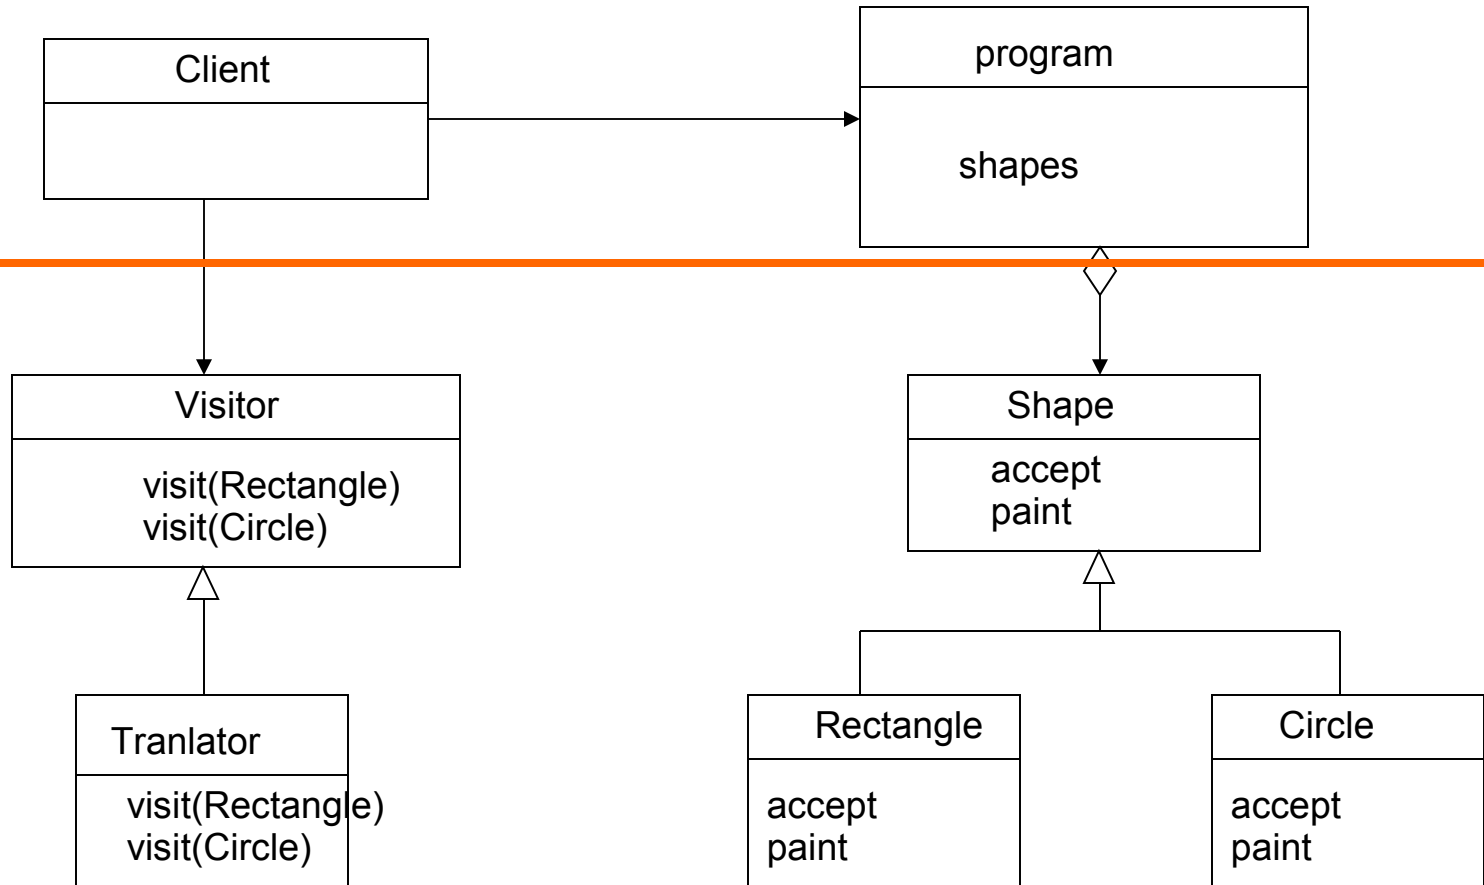 Client
program
shapes
Visitor
visit(Rectangle)
visit(Circle)
Shape
accept
paint
Tranlator
visit(Rectangle)
visit(Circle)
Rectangle
accept
paint
Circle
accept
paint